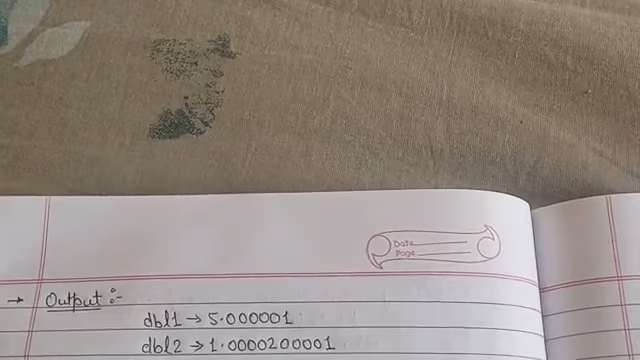 Date
Page
→ Output :-
dbl1 → 5.000001
dbl2 → 1.0000200001